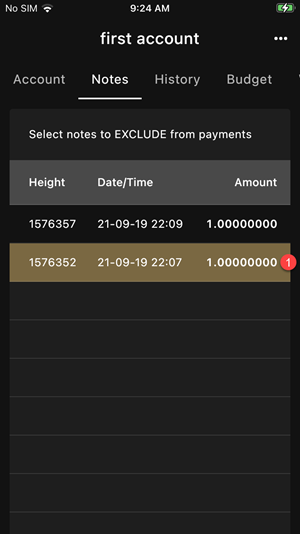 No SIM 9:24 AM
first account
Account Notes History Budget
Select notes to EXCLUDE from payments
Height Date/Time Amount
1576357 21-09-19 22:09 1.00000000
1576352 21-09-19 22:07 1.00000000 1